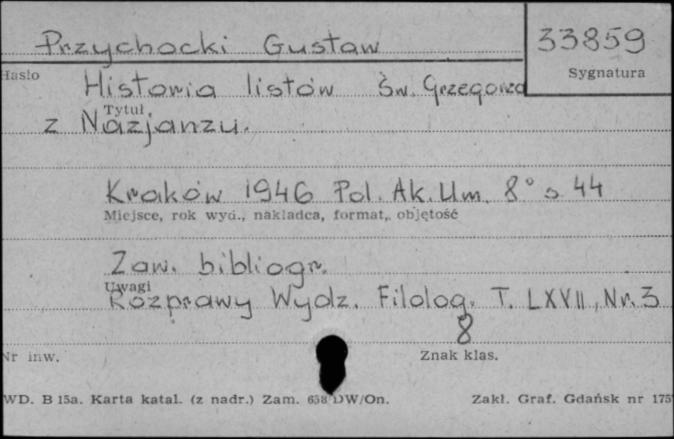 Przychocki Gustaw 33859
Hasło Sygnatura
Historia listów Św. Grzegorza
Tytuł
z Nazjanzu.
Kraków 1946 Pol. Ak. Um. 8° s. 44
Miejsce, rok wyd., nakładca, format, objętość
Zaw. bibliogr.
Uwagi
Rozprawy Wydz. Filolog. T. LXVII, Nr. 3
8
Nr inw. Znak klas.
WD. B 15a. Karta katal. (z nadr.) Zam. 658 DW/On. Zakł. Graf. Gdańsk nr 175